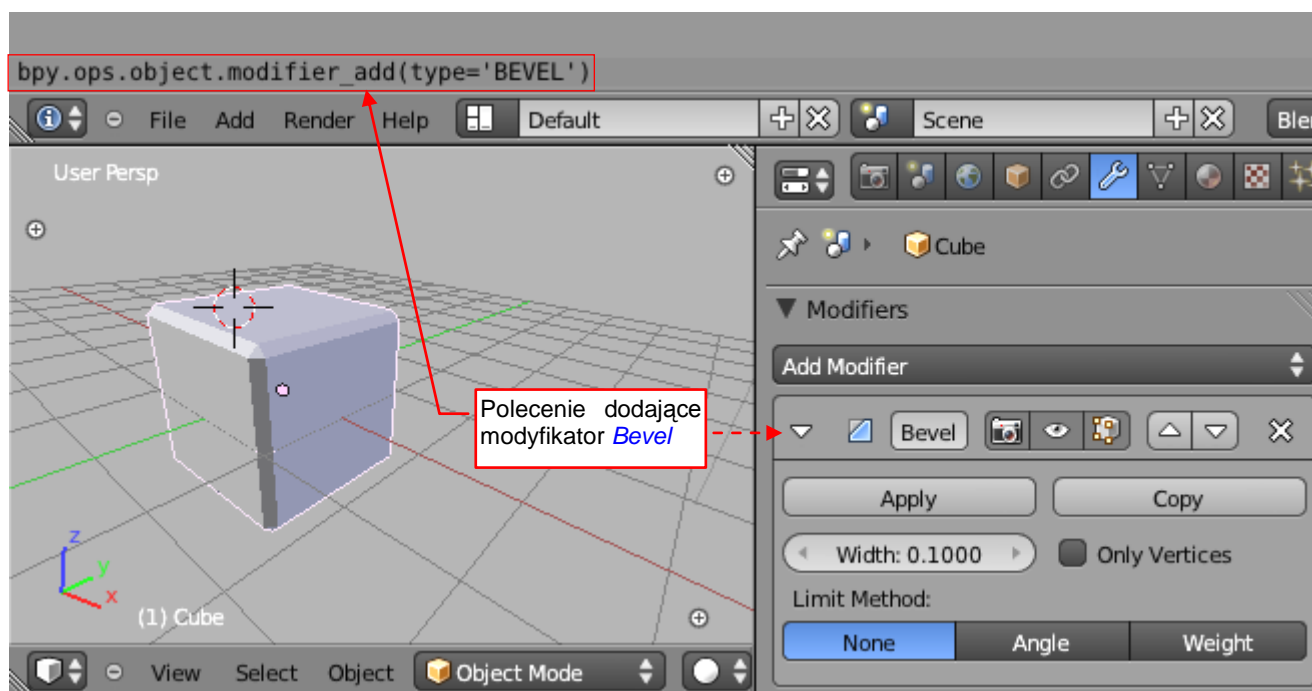 bpy.ops.object.modifier_add(type='BEVEL')
File Add Render Help Default Scene
User Persp
Cube
Modifiers
Add Modifier
Polecenie dodające
modyfikator Bevel
Bevel
Apply Copy
Width: 0.1000 Only Vertices
Limit Method:
None Angle Weight
z
y
x
(1) Cube
View Select Object Object Mode